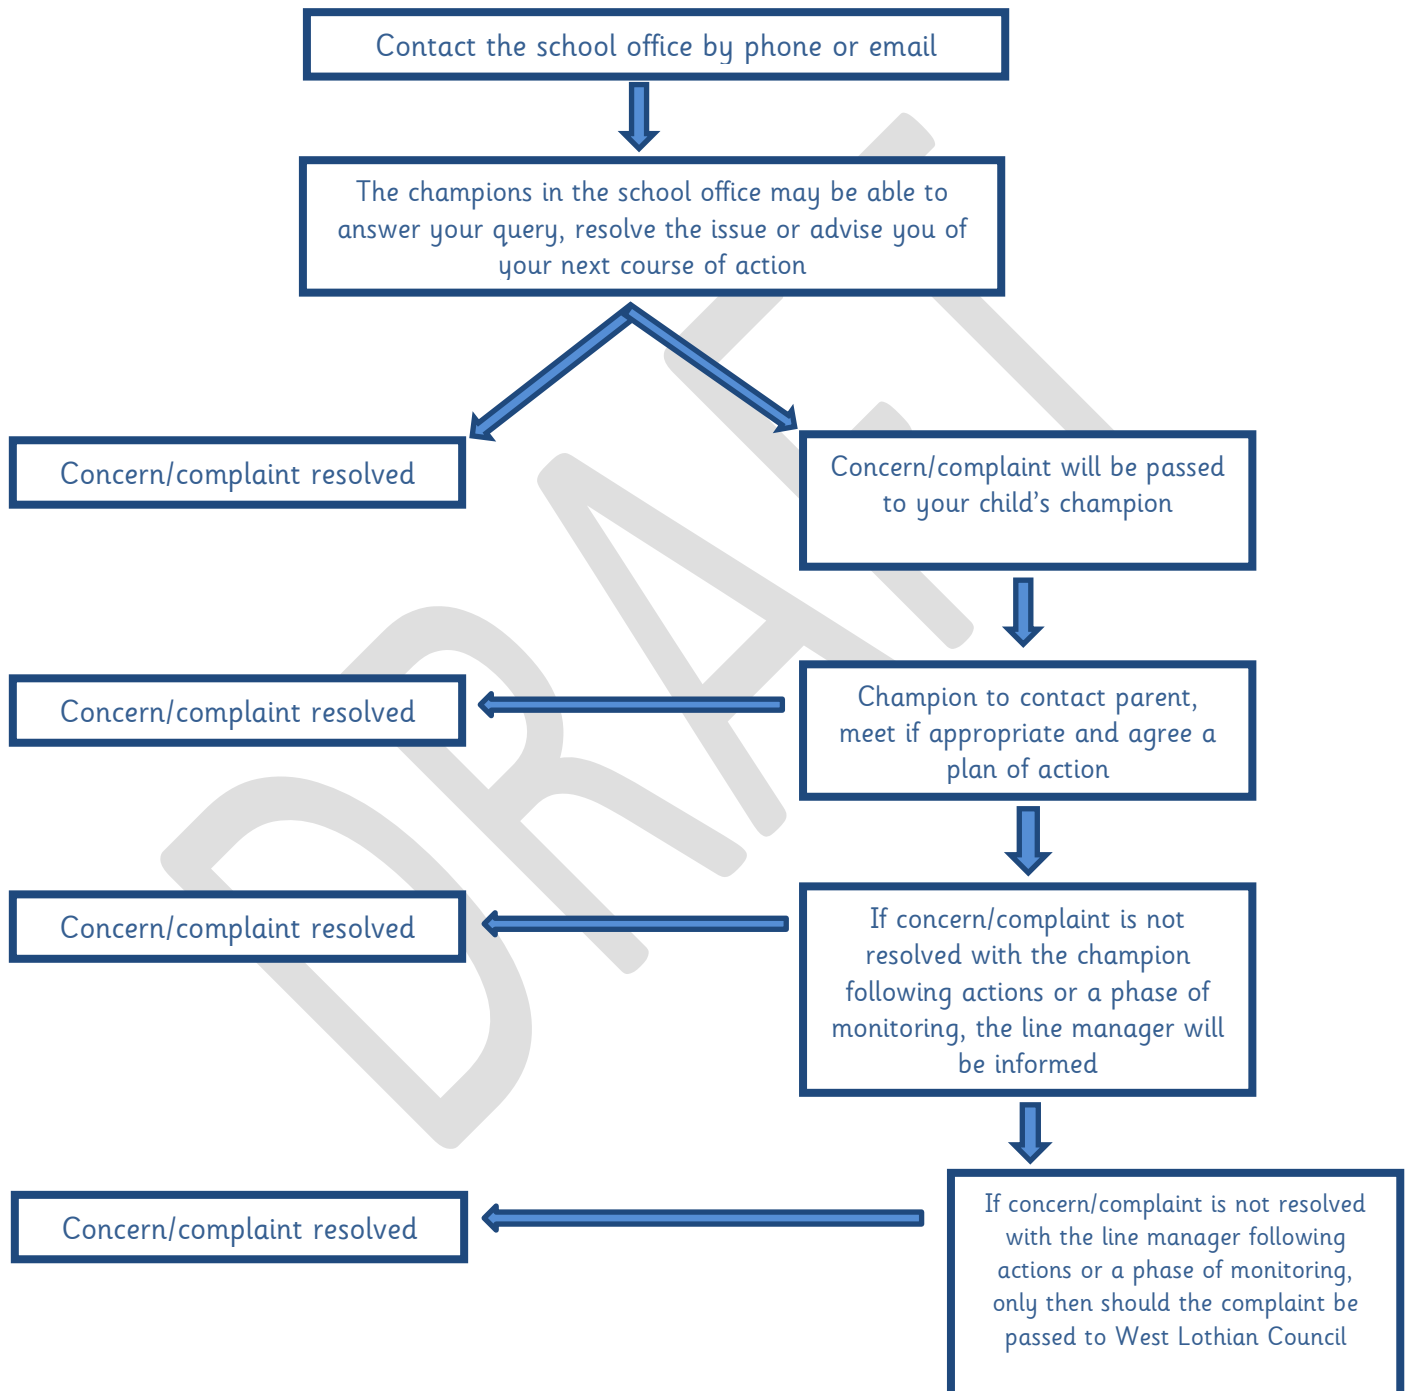 Contact the school office by phone or email
The champions in the school office may be able to
answer your query, resolve the issue or advise you of
your next course of action
Concern/complaint resolved
Concern/complaint will be passed
to your child’s champion
Concern/complaint resolved
Champion to contact parent,
meet if appropriate and agree a
plan of action
Concern/complaint resolved
If concern/complaint is not
resolved with the champion
following actions or a phase of
monitoring, the line manager will
be informed
Concern/complaint resolved
If concern/complaint is not resolved
with the line manager following
actions or a phase of monitoring,
only then should the complaint be
passed to West Lothian Council
DRAFT